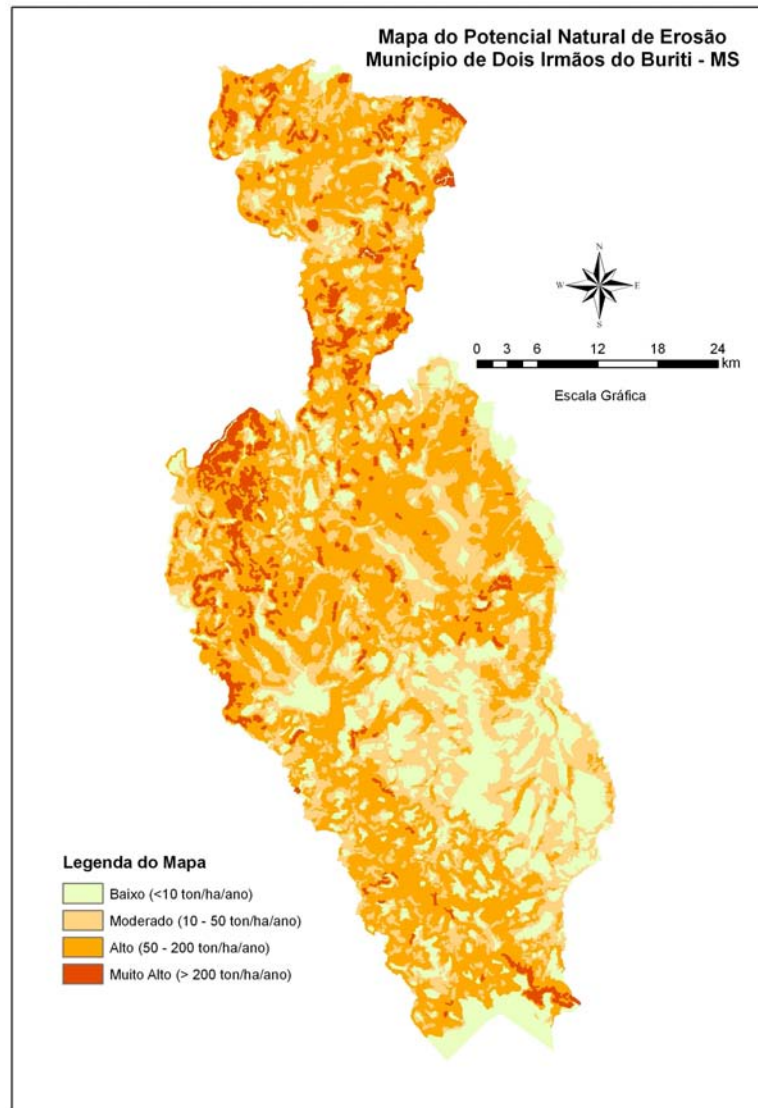 Mapa do Potencial Natural de Erosão
Município de Dois Irmãos do Buriti - MS
N
W
E
S
0 3 6 12 18 24
km
Escala Gráfica
Legenda do Mapa
Baixo (<10 ton/ha/ano)
Moderado (10 - 50 ton/ha/ano)
Alto (50 - 200 ton/ha/ano)
Muito Alto (> 200 ton/ha/ano)